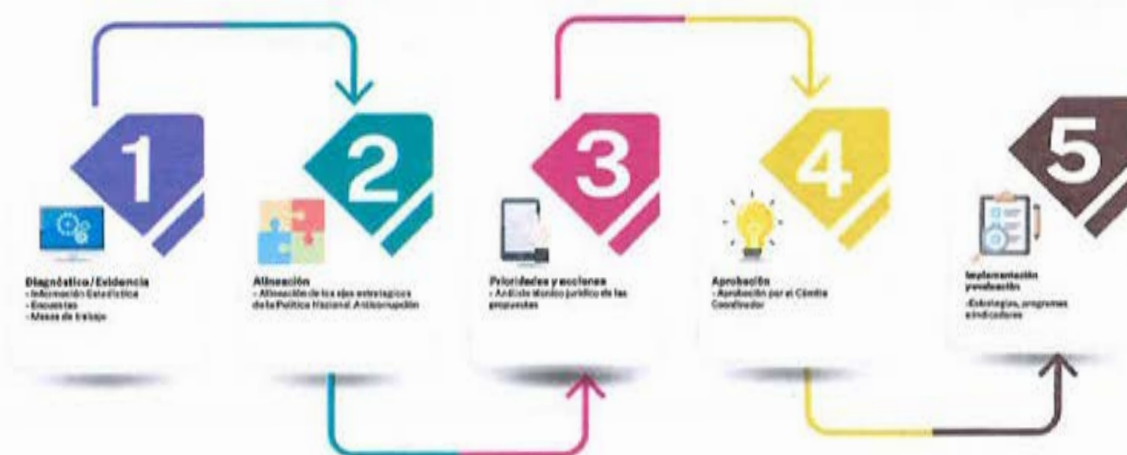 1
Diagnóstico / Evidencia
- Información Estadística
- Encuestas
- Mesas de trabajo
2
Alineación
- Alineación de los ejes estratégicos
de la Política Nacional Anticorrupción
3
Prioridades y acciones
- Análisis técnico jurídico de las
propuestas
4
Aprobación
- Aprobación por el Comité
Coordinador
5
Implementación
y evaluación
-Estrategias, programas
e indicadores